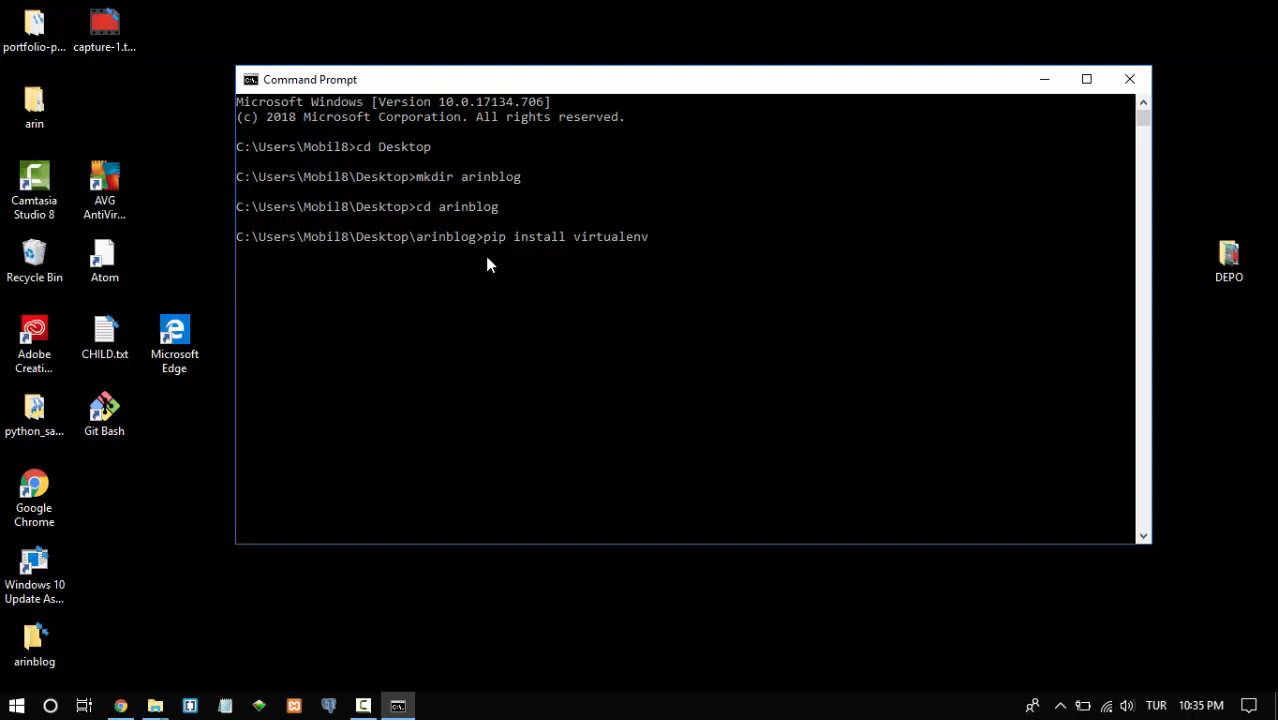 portfolio-p...
capture-1.t...
arin
Camtasia
Studio 8
AVG
AntiVir...
Recycle Bin
Atom
Adobe
Creati...
CHILD.txt
Microsoft
Edge
python_sa...
Git Bash
Google
Chrome
Windows 10
Update As...
arinblog
Command Prompt
Microsoft Windows [Version 10.0.17134.706]
(c) 2018 Microsoft Corporation. All rights reserved.
C:\Users\Mobil8>cd Desktop
C:\Users\Mobil8\Desktop>mkdir arinblog
C:\Users\Mobil8\Desktop>cd arinblog
C:\Users\Mobil8\Desktop\arinblog>pip install virtualenv
DEPO
TUR
10:35 PM